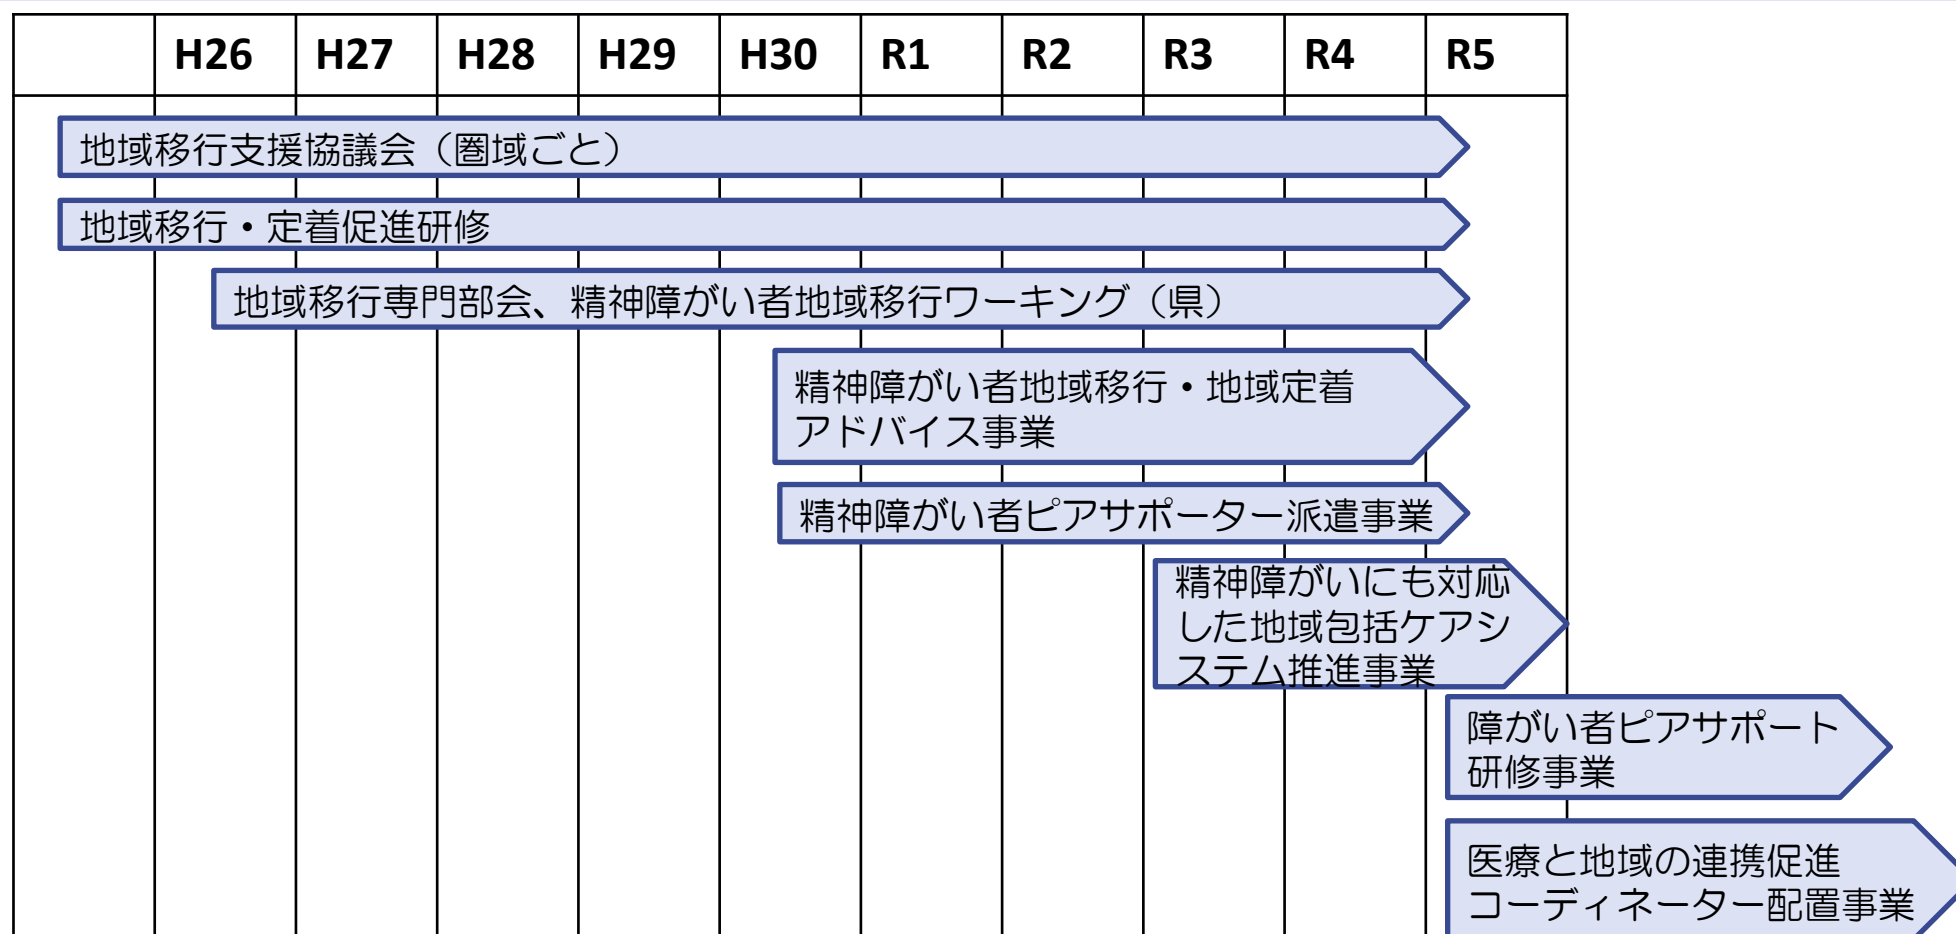 H26 H27 H28 H29 H30 R1 R2 R3 R4 R5
地域移行支援協議会（圏域ごと）
地域移行・定着促進研修
地域移行専門部会、精神障がい者地域移行ワーキング（県）
精神障がい者地域移行・地域定着
アドバイス事業
精神障がい者ピアサポーター派遣事業
精神障がいにも対応
した地域包括ケアシ
ステム推進事業
障がい者ピアサポート
研修事業
医療と地域の連携促進
コーディネーター配置事業